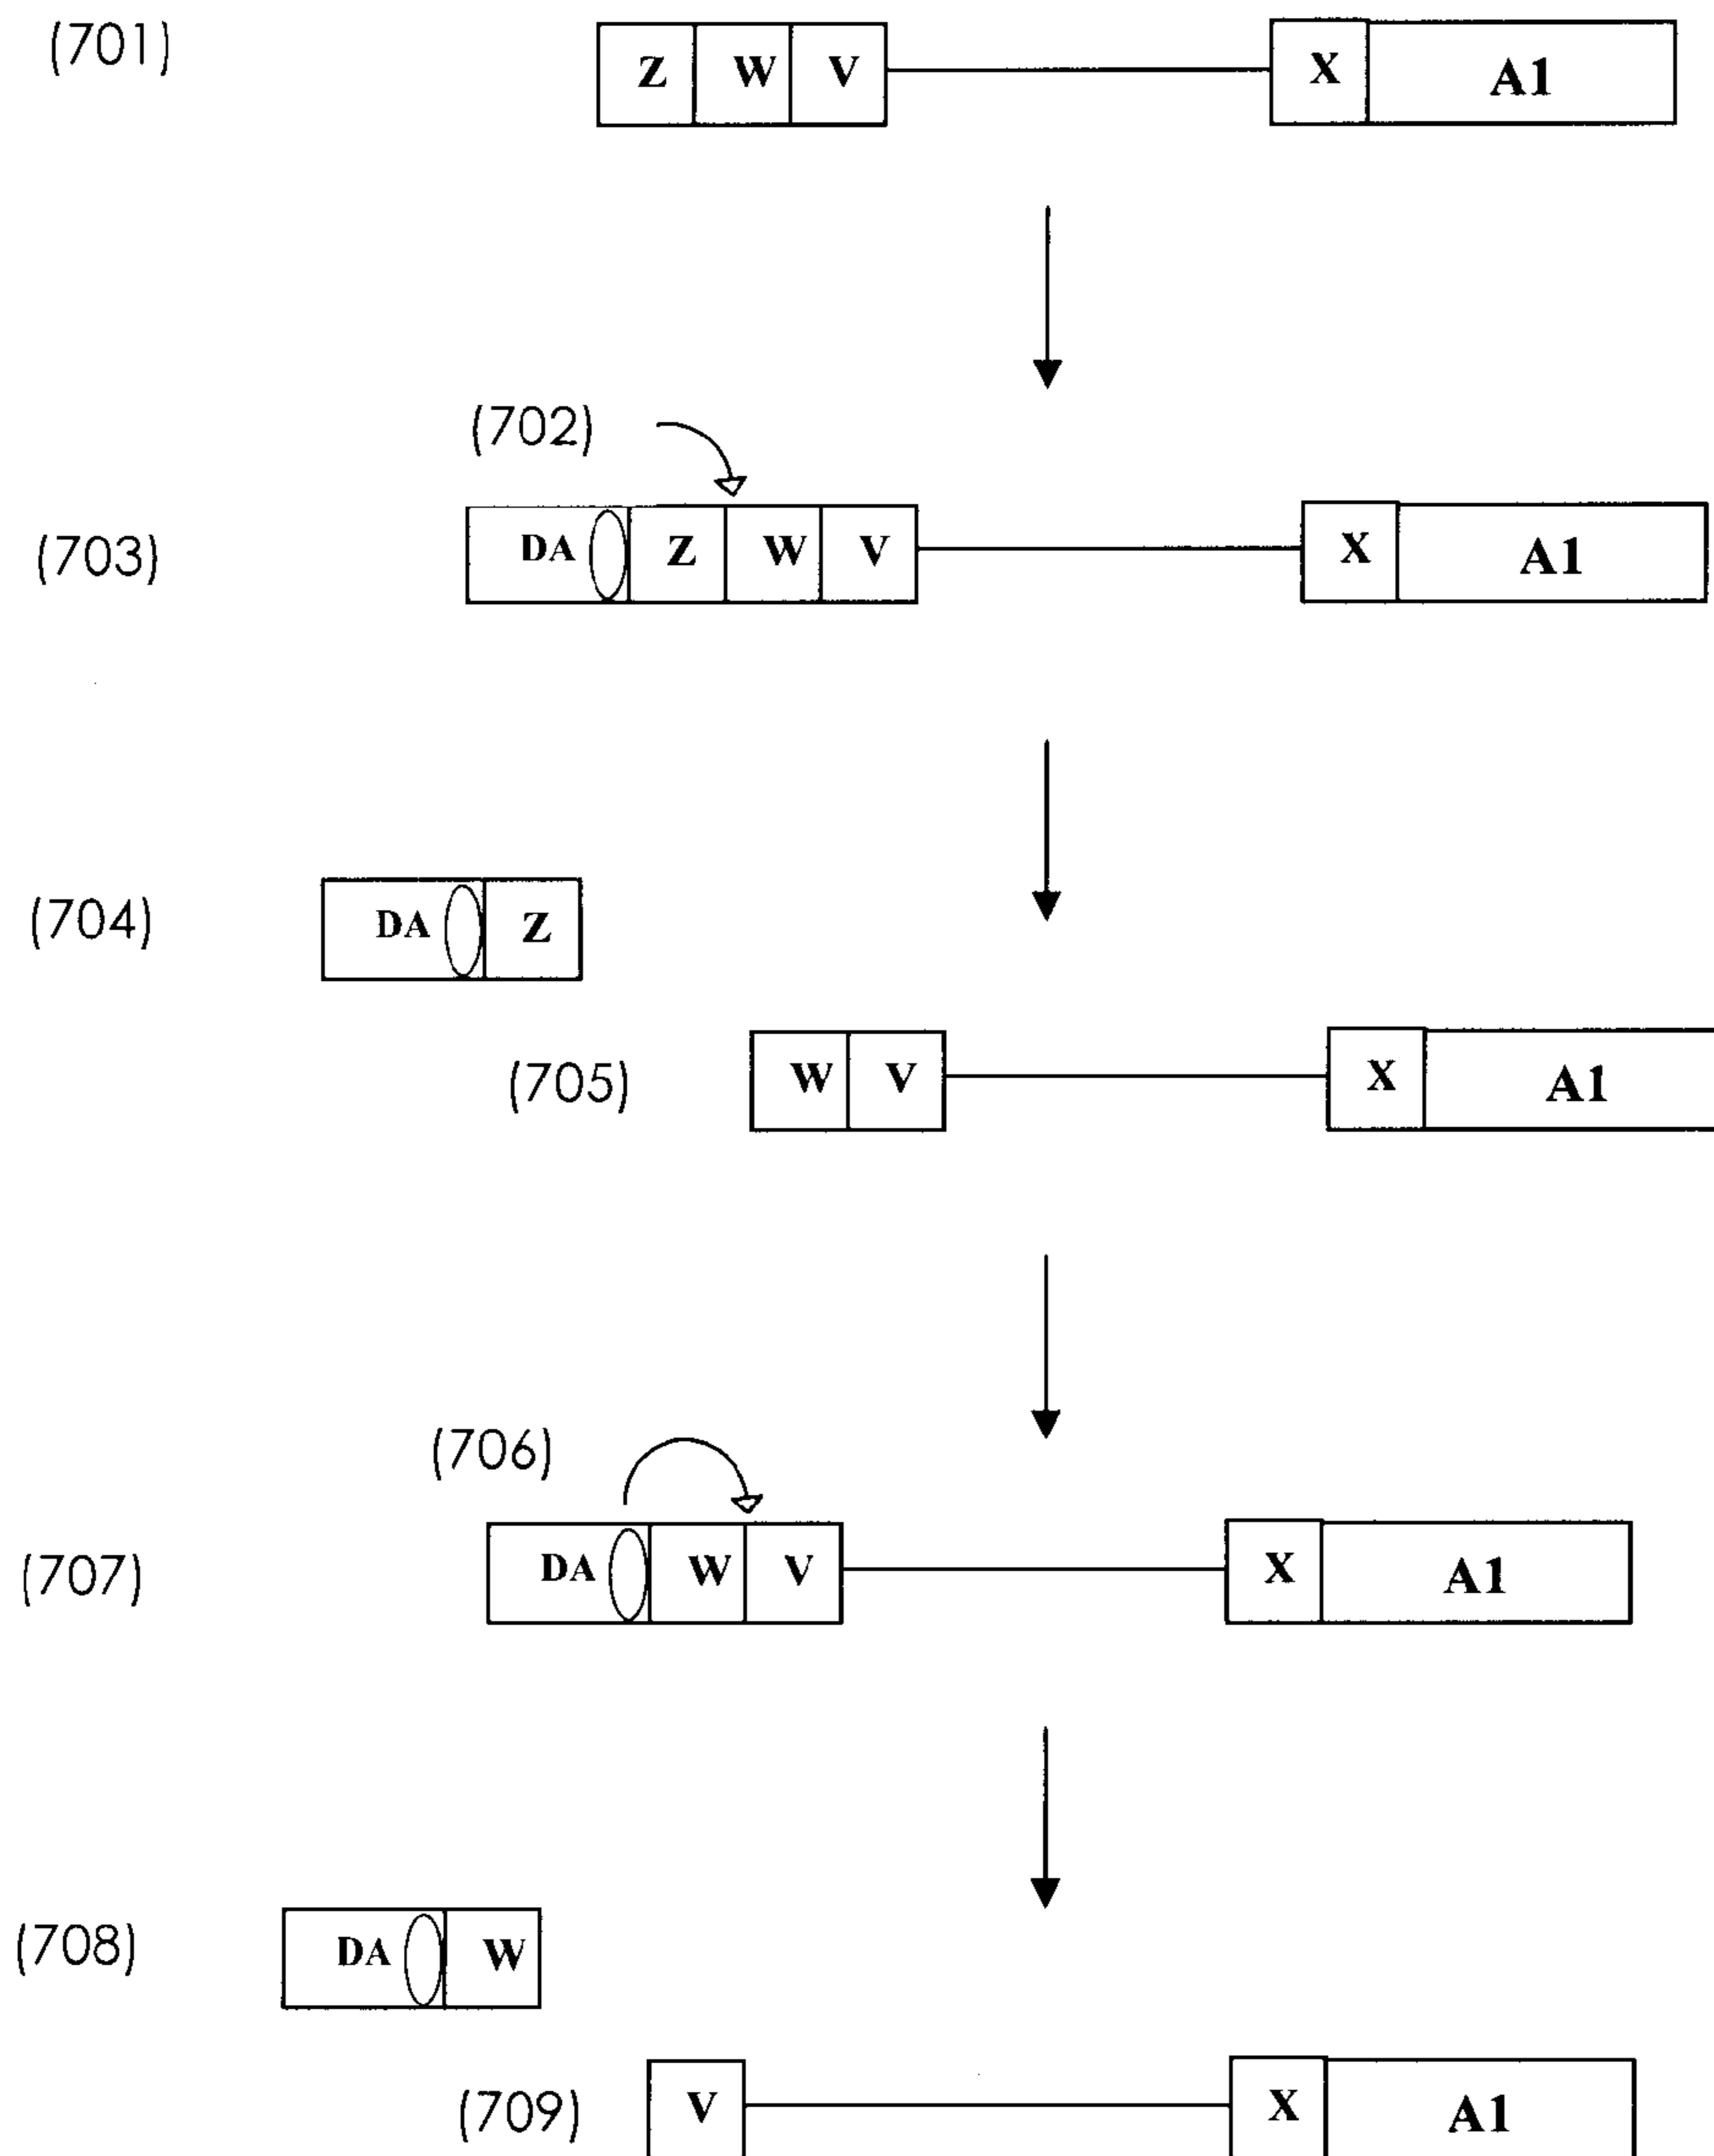 (701) Z W V X A1
(702)
(703) DA Z W V X A1
(704) DA Z
(705) W V X A1
(706)
(707) DA W V X A1
(708) DA W
(709) V X A1